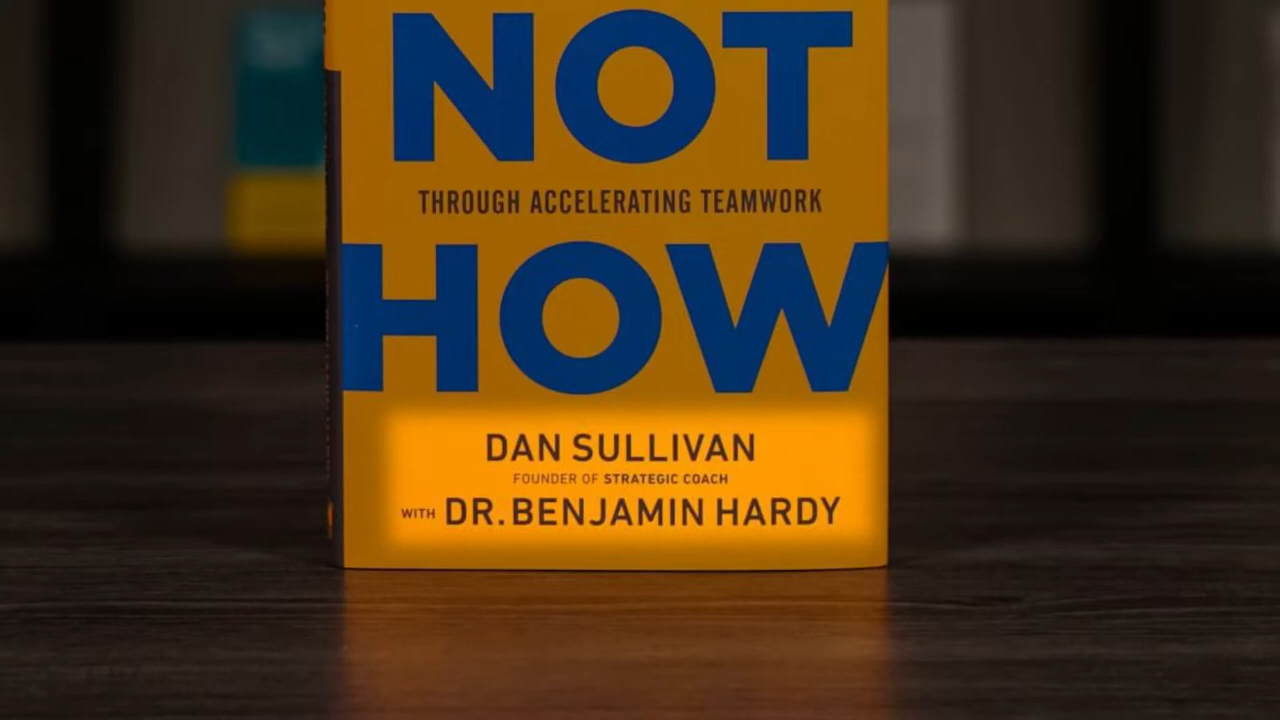 NOT
THROUGH ACCELERATING TEAMWORK
HOW
DAN SULLIVAN
FOUNDER OF STRATEGIC COACH
WITH DR. BENJAMIN HARDY